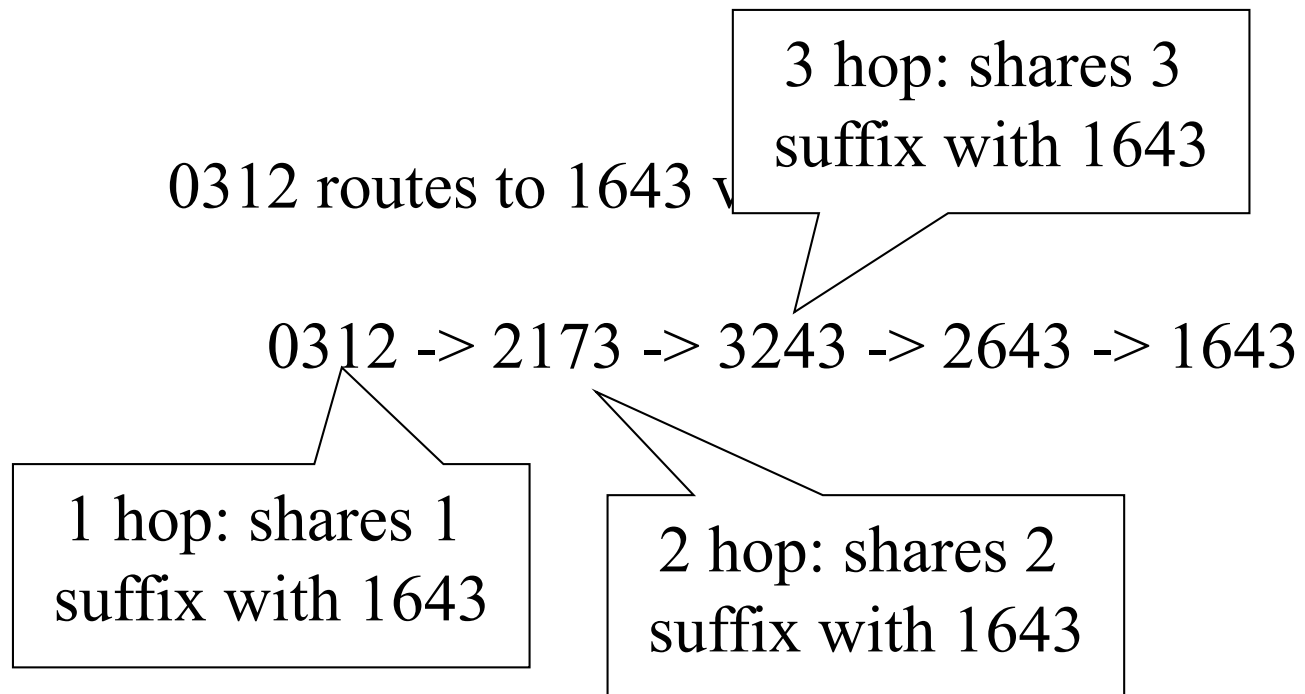 3 hop: shares 3
suffix with 1643
0312 routes to 1643
0312 -> 2173 -> 3243 -> 2643 -> 1643
1 hop: shares 1
suffix with 1643
2 hop: shares 2
suffix with 1643